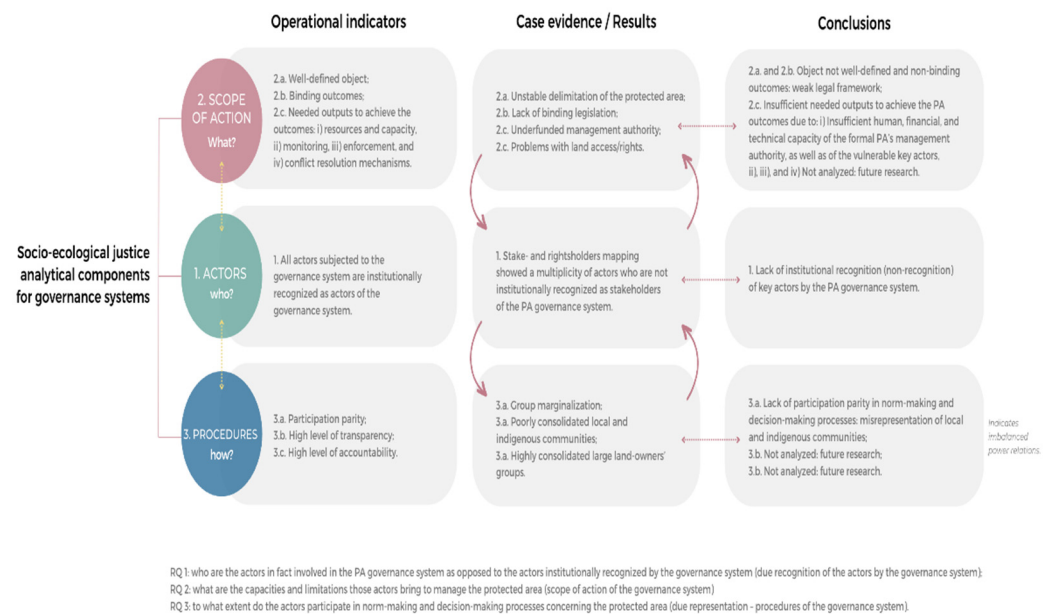 Operational indicators
Case evidence / Results
Conclusions
Socio-ecological justice
analytical components
for governance systems
2. SCOPE
OF ACTION
What?
2.a. Well-defined object;
2.b. Binding outcomes;
2.c. Needed outputs to achieve the
outcomes: i) resources and capacity,
ii) monitoring, iii) enforcement, and
iv) conflict resolution mechanisms.
2.a. Unstable delimitation of the protected area;
2.b. Lack of binding legislation;
2.c. Underfunded management authority;
2.c. Problems with land access/rights.
2.a. and 2.b. Object not well-defined and non-binding
outcomes: weak legal framework;
2.c. Insufficient needed outputs to achieve the PA
outcomes due to: i) Insufficient human, financial, and
technical capacity of the formal PA's management
authority, as well as of the vulnerable key actors,
ii), iii), and iv) Not analyzed: future research.
1. ACTORS
who?
1. All actors subjected to the
governance system are institutionally
recognized as actors of the
governance system.
1. Stake- and rightsholders mapping
showed a multiplicity of actors who are not
institutionally recognized as stakeholders
of the PA governance system.
1. Lack of institutional recognition (non-recognition)
of key actors by the PA governance system.
3. PROCEDURES
how?
3.a. Participation parity;
3.b. High level of transparency;
3.c. High level of accountability.
3.a. Group marginalization;
3.a. Poorly consolidated local and
indigenous communities;
3.a. Highly consolidated large land-owners'
groups.
3.a. Lack of participation parity in norm-making and
decision-making processes: misrepresentation of local
and indigenous communities;
3.b. Not analyzed: future research;
3.b. Not analyzed: future research.
Indicates
imbalanced
power relations.
RQ 1: who are the actors in fact involved in the PA governance system as opposed to the actors institutionally recognized by the governance system (due recognition of the actors by the governance system);
RQ 2: what are the capacities and limitations those actors bring to manage the protected area (scope of action of the governance system)
RQ 3: to what extent do the actors participate in norm-making and decision-making processes concerning the protected area (due representation - procedures of the governance system).